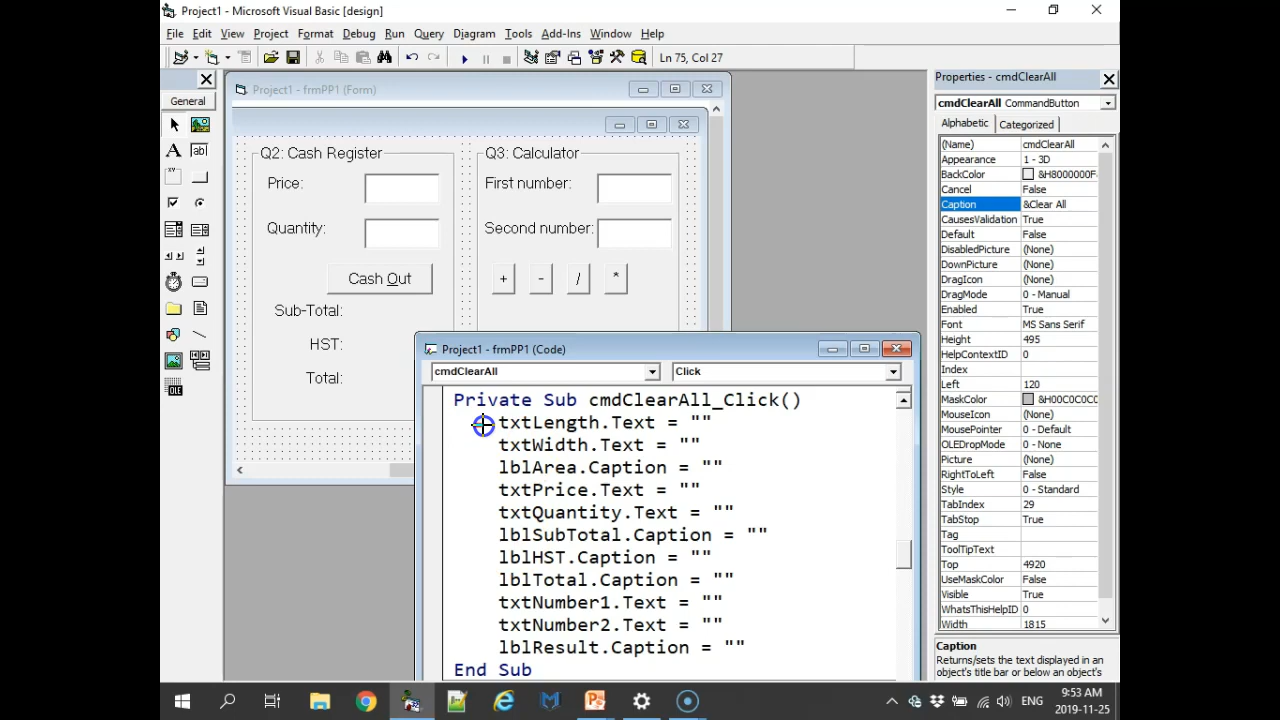 Project1 - Microsoft Visual Basic [design]
File Edit View Project Format Debug Run Query Diagram Tools Add-Ins Window Help
Ln 75, Col 27
General
Project1 - frmPP1 (Form)
Q2: Cash Register
Price:
Quantity:
Cash Out
Sub-Total:
HST:
Total:
Q3: Calculator
First number:
Second number:
+ - / *
Project1 - frmPP1 (Code)
cmdClearAll Click
Private Sub cmdClearAll_Click()
txtLength.Text = ""
txtWidth.Text = ""
lblArea.Caption = ""
txtPrice.Text = ""
txtQuantity.Text = ""
lblSubTotal.Caption = ""
lblHST.Caption = ""
lblTotal.Caption = ""
txtNumber1.Text = ""
txtNumber2.Text = ""
lblResult.Caption = ""
End Sub
Properties - cmdClearAll
cmdClearAll CommandButton
Alphabetic Categorized
(Name) cmdClearAll
Appearance 1 - 3D
BackColor &H8000000F
Cancel False
Caption &Clear All
CausesValidation True
Default False
DisabledPicture (None)
DownPicture (None)
DragIcon (None)
DragMode 0 - Manual
Enabled True
Font MS Sans Serif
Height 495
HelpContextID 0
Index
Left 120
MaskColor &H00C0C0C0
MouseIcon (None)
MousePointer 0 - Default
OLEDropMode 0 - None
Picture (None)
RightToLeft False
Style 0 - Standard
TabIndex 29
TabStop True
Tag
ToolTipText
Top 4920
UseMaskColor False
Visible True
WhatsThisHelpID 0
Width 1815
Caption
Returns/sets the text displayed in an
object's title bar or below an object's
ENG
9:53 AM
2019-11-25